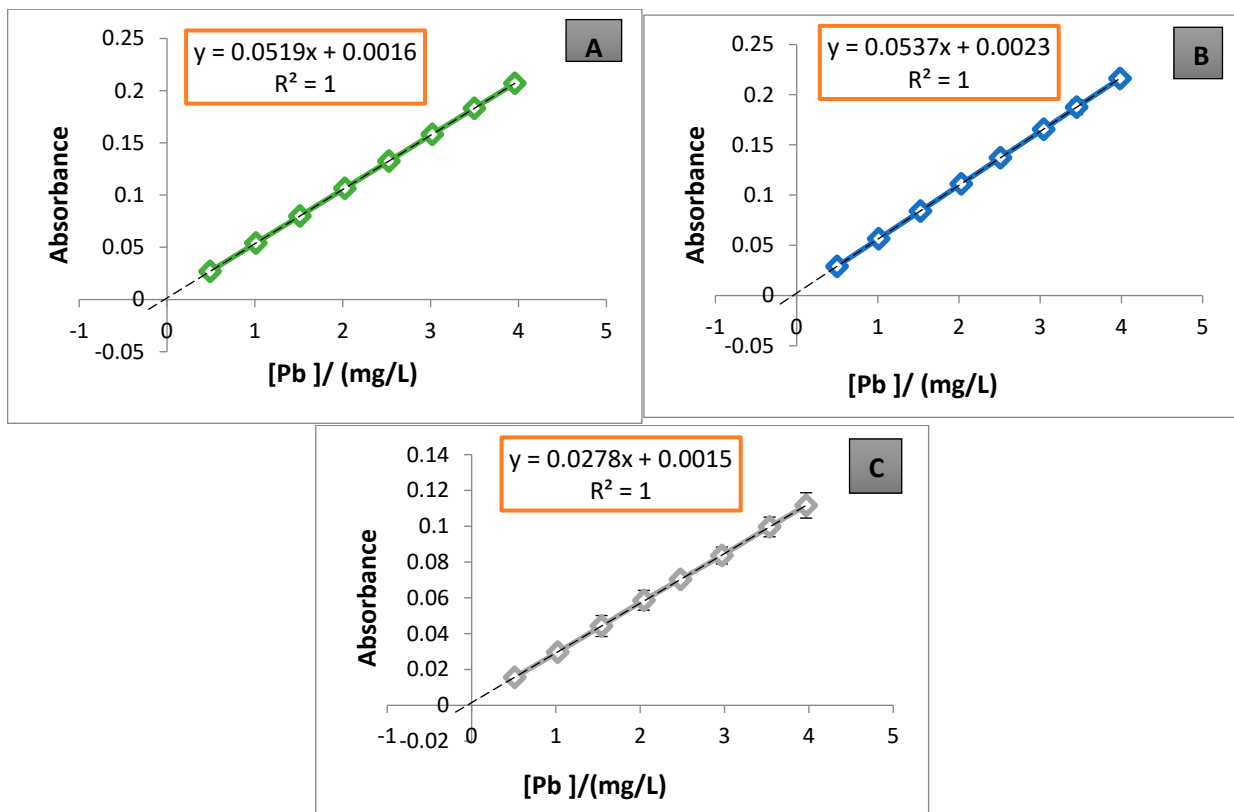 A
y = 0.0519x + 0.0016
R² = 1
0.25
0.2
0.15
0.1
0.05
0
-0.05
-1 0 1 2 3 4 5
Absorbance
[Pb ]/ (mg/L)
B
y = 0.0537x + 0.0023
R² = 1
0.25
0.2
0.15
0.1
0.05
0
-0.05
-1 0 1 2 3 4 5
Absorbance
[Pb ]/ (mg/L)
C
y = 0.0278x + 0.0015
R² = 1
0.14
0.12
0.1
0.08
0.06
0.04
0.02
0
-0.02
-1 0 1 2 3 4 5
Absorbance
[Pb ]/(mg/L)